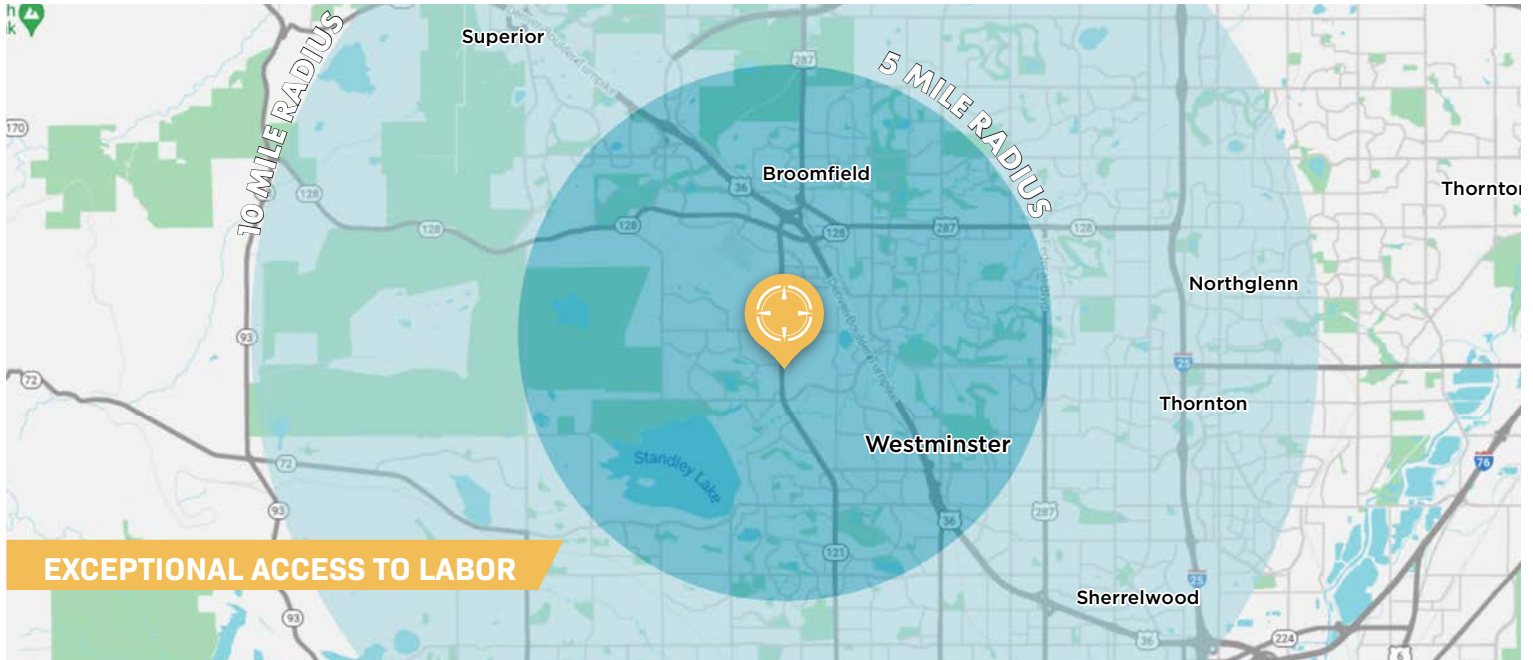 h
k
Superior
287
10 MILE RADIUS
5 MILE RADIUS
170
36
Broomfield
Thornto
128
128
128
128
287
128
Northglenn
93
25
72
Thornton
Westminster
Standley Lake
72
93
287
36
121
EXCEPTIONAL ACCESS TO LABOR
76
25
Sherrelwood
93
36
224
6